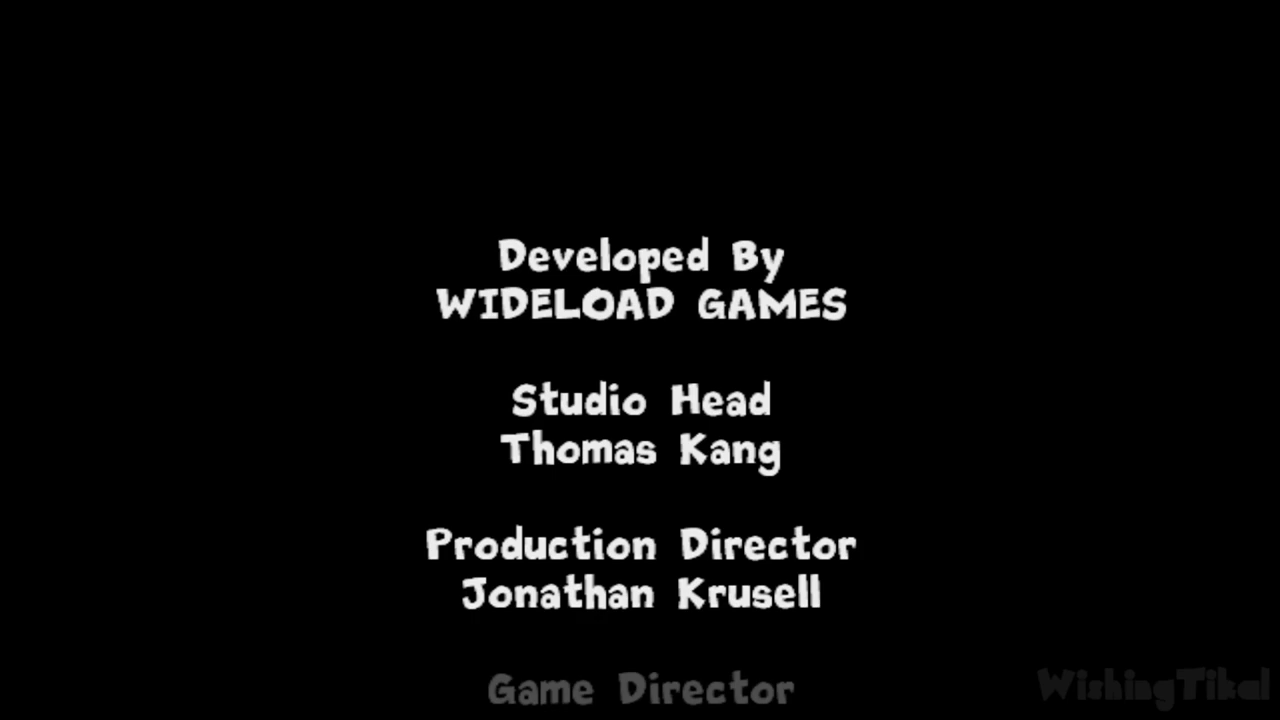 Developed By
WIDELOAD GAMES
Studio Head
Thomas Kang
Production Director
Jonathan Krusell
Game Director
WishingTikal